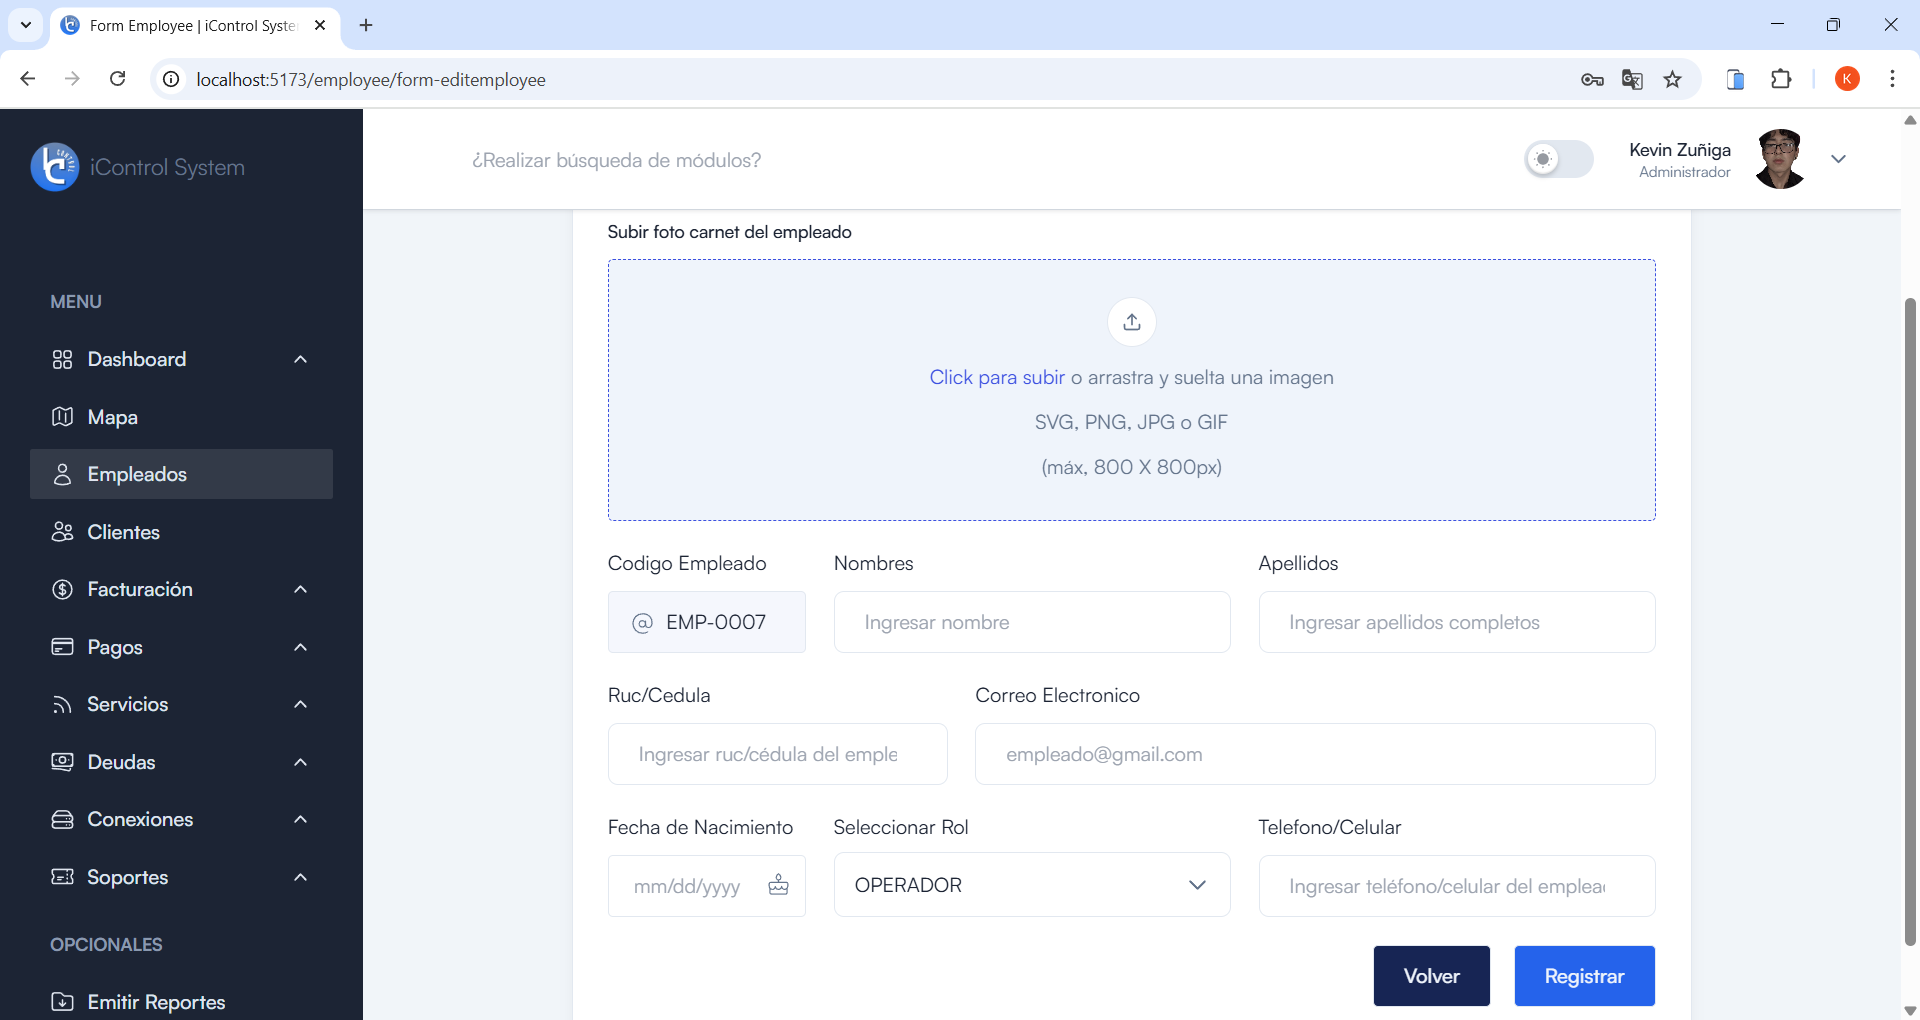 Form Employee | iControl Syste
localhost:5173/employee/form-editemployee
K
iControl System
¿Realizar búsqueda de módulos?
Kevin Zuñiga
Administrador
MENU
Dashboard
Mapa
Empleados
Clientes
Facturación
Pagos
Servicios
Deudas
Conexiones
Soportes
OPCIONALES
Emitir Reportes
Subir foto carnet del empleado
Click para subir o arrastra y suelta una imagen
SVG, PNG, JPG o GIF
(máx, 800 X 800px)
Codigo Empleado
Nombres
Apellidos
@ EMP-0007
Ingresar nombre
Ingresar apellidos completos
Ruc/Cedula
Correo Electronico
Ingresar ruc/cédula del emple
empleado@gmail.com
Fecha de Nacimiento
Seleccionar Rol
Telefono/Celular
mm/dd/yyyy
OPERADOR
Ingresar teléfono/celular del emplea
Volver
Registrar